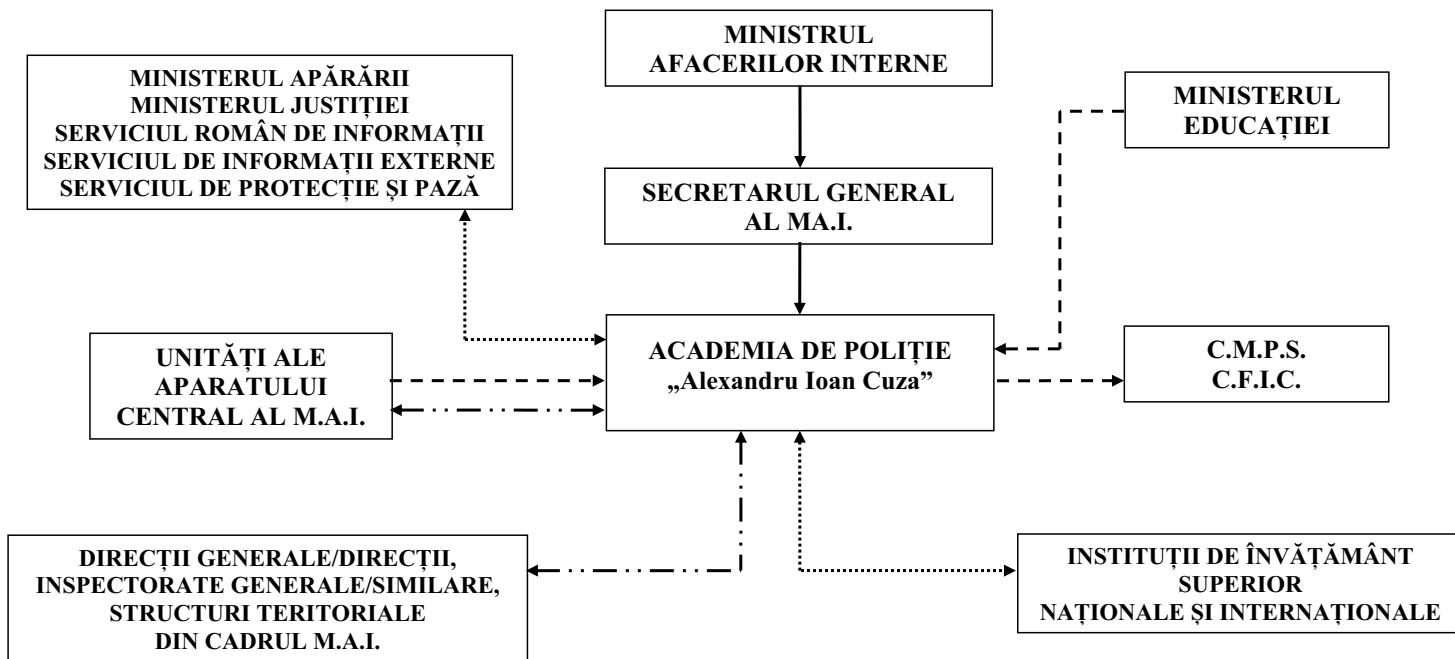 MINISTRUL
AFACERILOR INTERNE
MINISTERUL APĂRĂRII
MINISTERUL JUSTIȚIEI
SERVICIUL ROMÂN DE INFORMAȚII
SERVICIUL DE INFORMAȚII EXTERNE
SERVICIUL DE PROTECȚIE ȘI PAZĂ
MINISTERUL
EDUCAȚIEI
SECRETARUL GENERAL
AL MA.I.
UNITĂȚI ALE
APARATULUI
CENTRAL AL M.A.I.
ACADEMIA DE POLIȚIE
„Alexandru Ioan Cuza”
C.M.P.S.
C.F.I.C.
DIRECȚII GENERALE/DIRECȚII,
INSPECTORATE GENERALE/SIMILARE,
STRUCTURI TERITORIALE
DIN CADRUL M.A.I.
INSTITUȚII DE ÎNVĂȚĂMÂNT
SUPERIOR
NAȚIONALE ȘI INTERNAȚIONALE